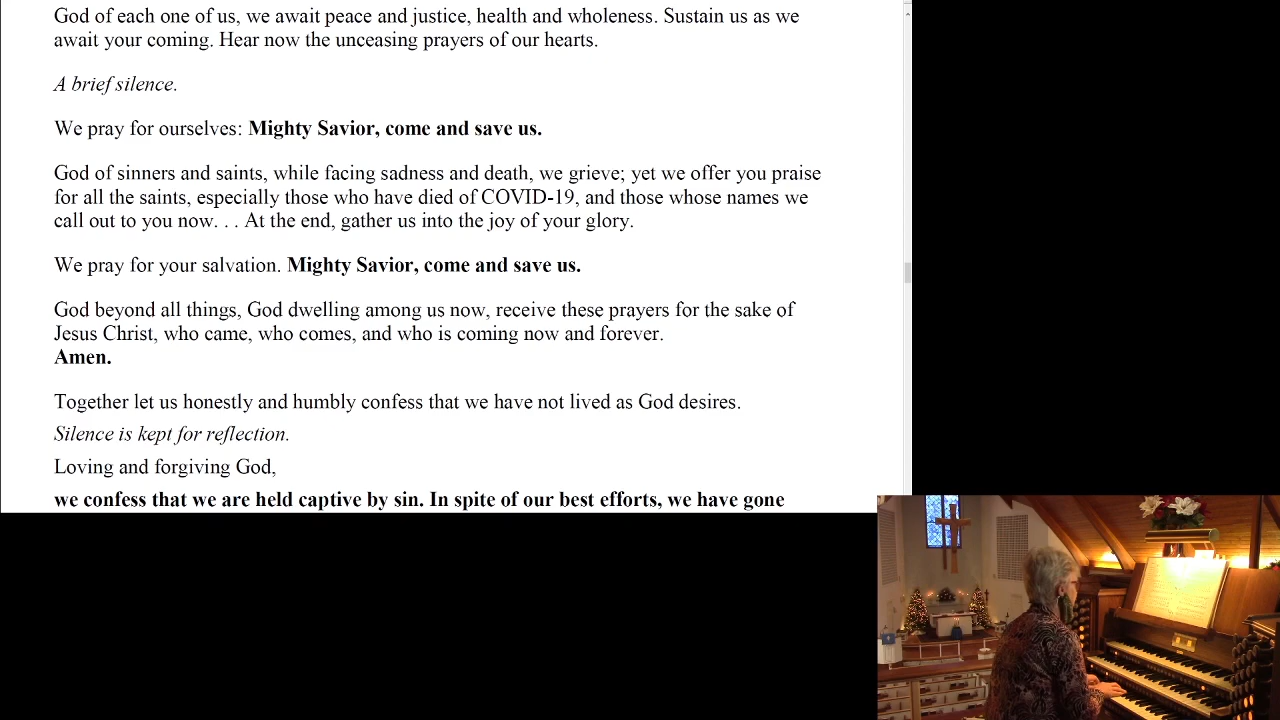 God of each one of us, we await peace and justice, health and wholeness. Sustain us as we
await your coming. Hear now the unceasing prayers of our hearts.
A brief silence.
We pray for ourselves: Mighty Savior, come and save us.
God of sinners and saints, while facing sadness and death, we grieve; yet we offer you praise
for all the saints, especially those who have died of COVID-19, and those whose names we
call out to you now. . . At the end, gather us into the joy of your glory.
We pray for your salvation. Mighty Savior, come and save us.
God beyond all things, God dwelling among us now, receive these prayers for the sake of
Jesus Christ, who came, who comes, and who is coming now and forever.
Amen.
Together let us honestly and humbly confess that we have not lived as God desires.
Silence is kept for reflection.
Loving and forgiving God,
we confess that we are held captive by sin. In spite of our best efforts, we have gone